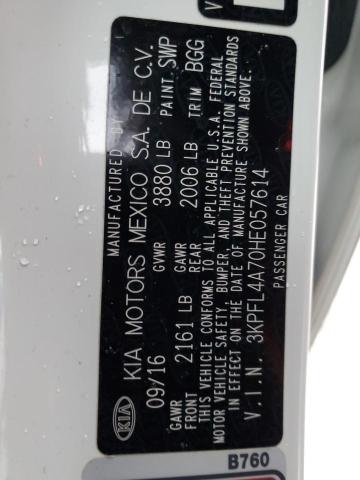 MANUFACTURED BY
KIA
KIA MOTORS MEXICO S.A. DE C.V.
09/16 GVWR 3880 LB PAINT SWP
GAWR FRONT 2161 LB GAWR REAR 2006 LB TRIM BGG
THIS VEHICLE CONFORMS TO ALL APPLICABLE U.S.A. FEDERAL
MOTOR VEHICLE SAFETY, BUMPER, AND THEFT PREVENTION STANDARDS
IN EFFECT ON THE DATE OF MANUFACTURE SHOWN ABOVE.
V.I.N. 3KPFL4A70HE057614
PASSENGER CAR
B760
V